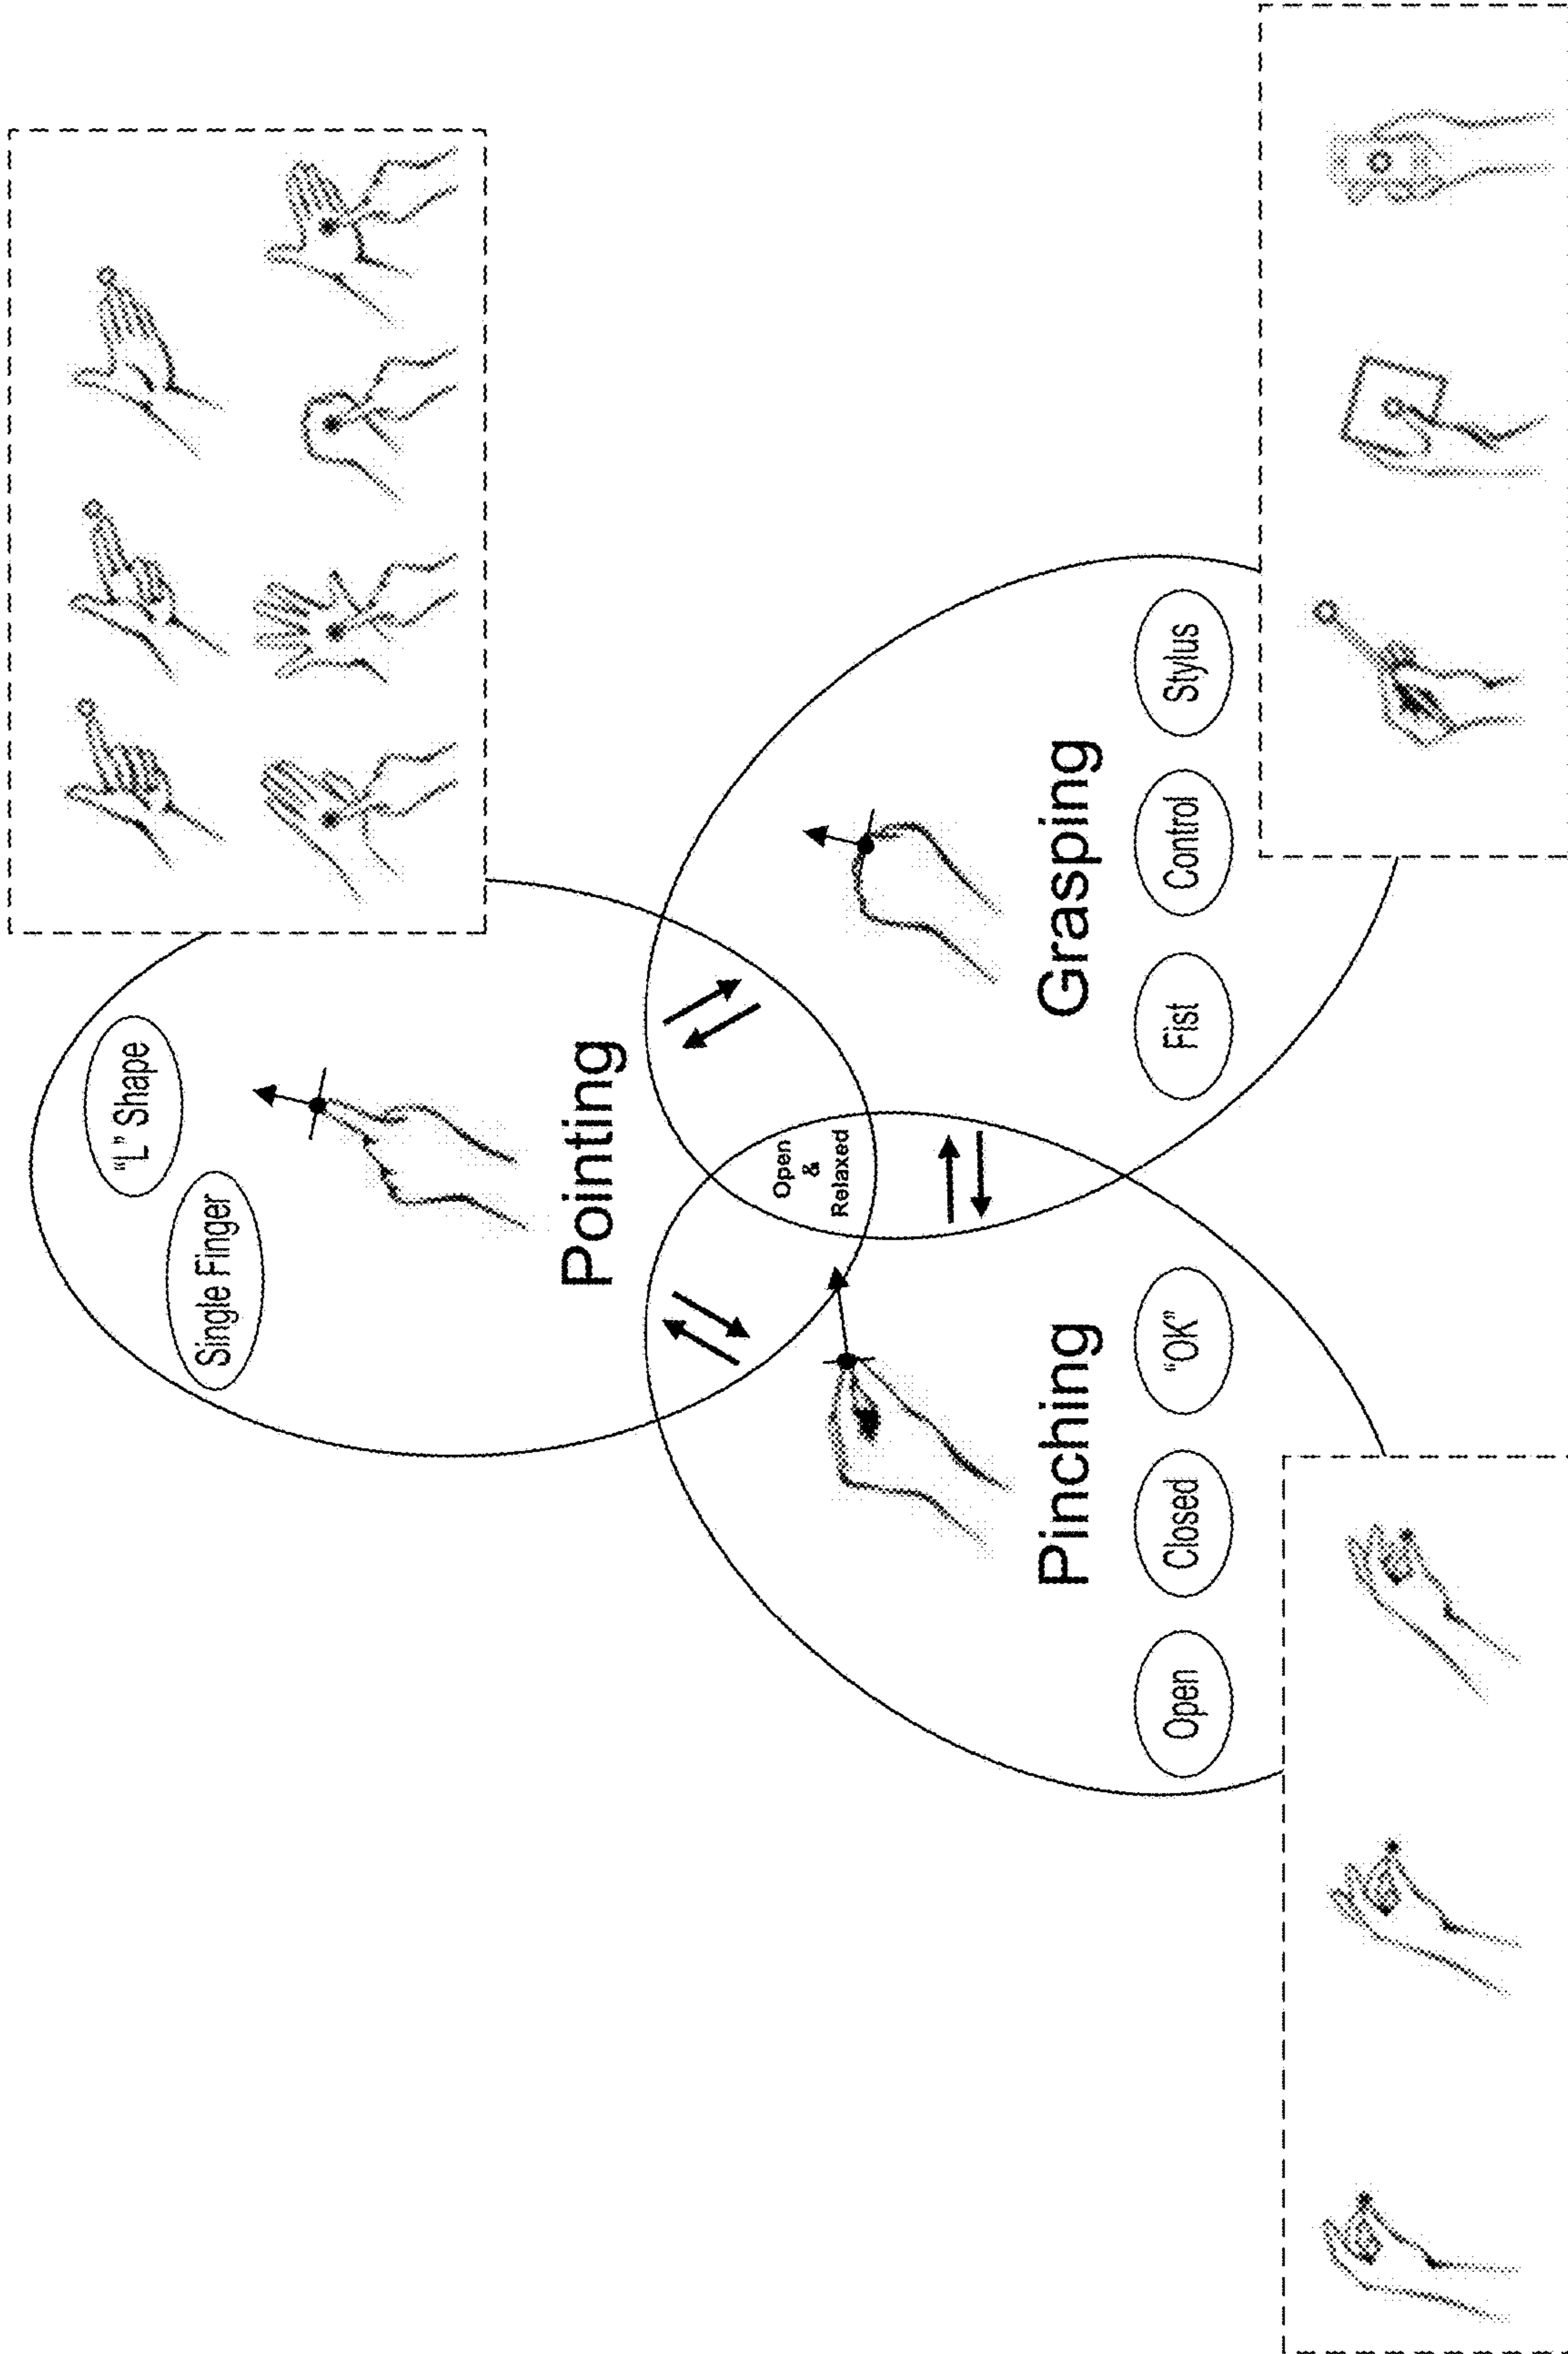 Single Finger
“L” Shape
Pointing
Open
&
Relaxed
Pinching
Grasping
Open
Closed
“OK”
Fist
Control
Stylus